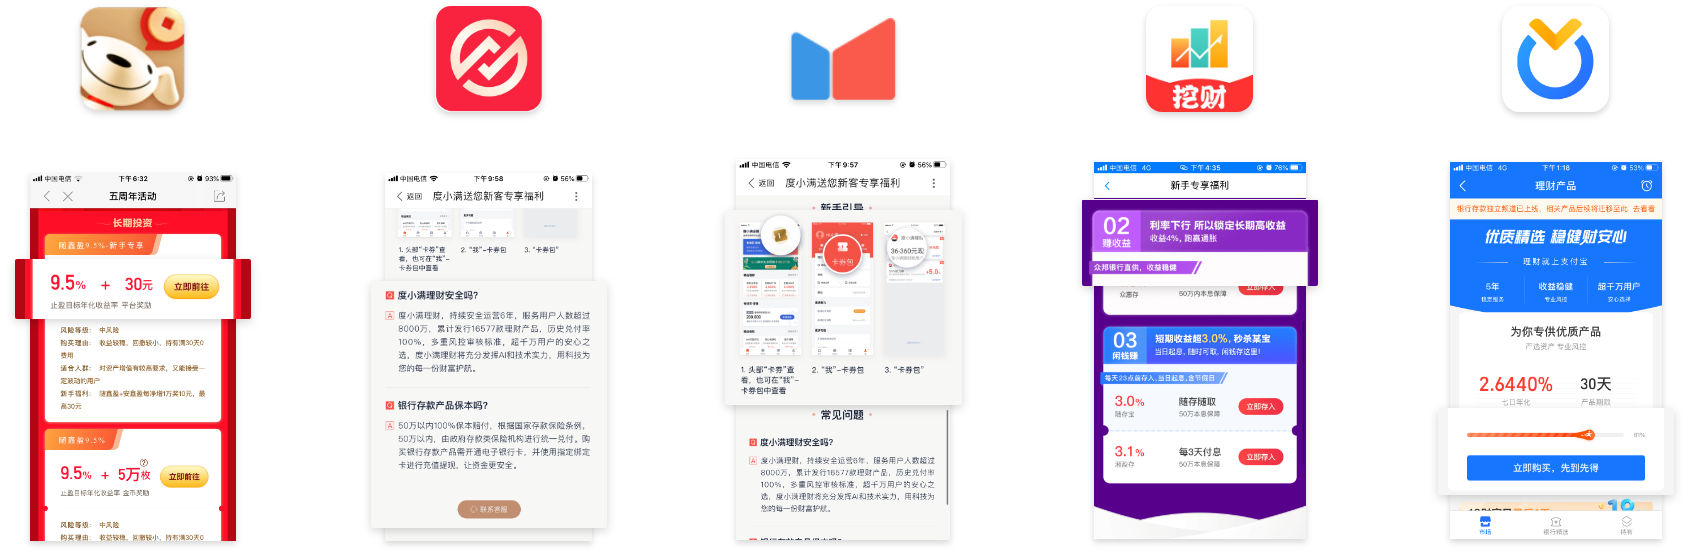 挖财
中国电信
下午6:32
93%
五周年活动
长期投资
随鑫盈9.5%-新手专享
9.5% + 30元
立即前往
止盈目标年化收益率 平台奖励
风险等级: 中风险
购买理由: 收益较稳、回撤较小、持有满30天0
费用
适合人群: 对资产增值有较高要求，又能接受一
定波动的用户
新手福利: 随鑫盈+安鑫盈每净增1万奖10元，最
高30元
随鑫盈9.5%
9.5% + 5万枚
立即前往
止盈目标年化收益率 金币奖励
风险等级: 中风险
购买理由: 收益较稳、回撤较小、持有满30天0
中国电信
下午9:58
56%
返回 度小满送您新客专享福利
1. 头部“卡券”查
看，也可在“我”–
卡券包中查看
2. “我”–卡券包
3. “卡券包”
Q 度小满理财安全吗?
A 度小满理财，持续安全运营6年，服务用户人数超过
8000万，累计发行16577款理财产品，历史兑付率
100%，多重风控审核标准，超千万用户的安心之
选，度小满理财将充分发挥AI和技术实力，用科技为
您的每一份财富护航。
Q 银行存款产品保本吗?
A 50万以内100%保本赔付，根据国家存款保险条例，
50万以内，由政府存款类保险机构进行统一兑付。购
买银行存款产品需开通电子银行卡，并使用指定绑定
卡进行充值提现，让资金更安全。
联系客服
中国电信
下午9:57
56%
返回 度小满送您新客专享福利
新手引导
卡券包
36,360元现
+5.0
1. 头部“卡券”查
看，也可在“我”–
卡券包中查看
2. “我”–卡券包
3. “卡券包”
常见问题
Q 度小满理财安全吗?
A 度小满理财，持续安全运营6年，服务用户人数超过
8000万，累计发行16577款理财产品，历史兑付率
100%，多重风控审核标准，超千万用户的安心之
选，度小满理财将充分发挥AI和技术实力，用科技为
您的每一份财富护航。
中国电信 4G
下午4:35
76%
新手专享福利
02
赚收益
利率下行 所以锁定长期高收益
收益4%，跑赢通胀
众邦银行直供，收益稳健
众惠存
50万内本息保障
立即存入
03
闲钱赚
短期收益超3.0%，秒杀某宝
当日起息，随时可取，闲钱存这里!
每天23点前存入,当日起息,含节假日
3.0%
随存宝
随存随取
50万本息保障
立即存入
3.1%
湘盈存
每3天付息
50万本息保障
立即存入
中国电信 4G
下午1:18
53%
理财产品
银行存款独立频道已上线，相关产品后续将迁移至此 去看看
优质精选 稳健财安心
理财就上支付宝
5年
稳定服务
收益稳健
专业风控
超千万用户
安心选择
为你专供优质产品
严选资产 专业风控
2.6440%
七日年化
30天
产品期限
81%
立即购买，先到先得
市场
银行精选
持有